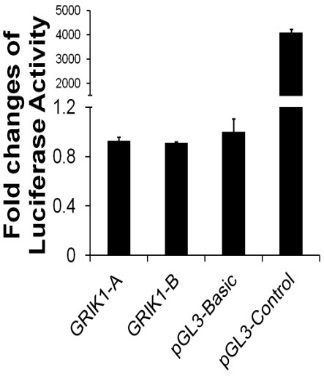 Fold changes of
Luciferase Activity
5000
4000
3000
2000
1.2
0.8
0.4
0
GRIK1-A
GRIK1-B
pGL3-Basic
pGL3-Control